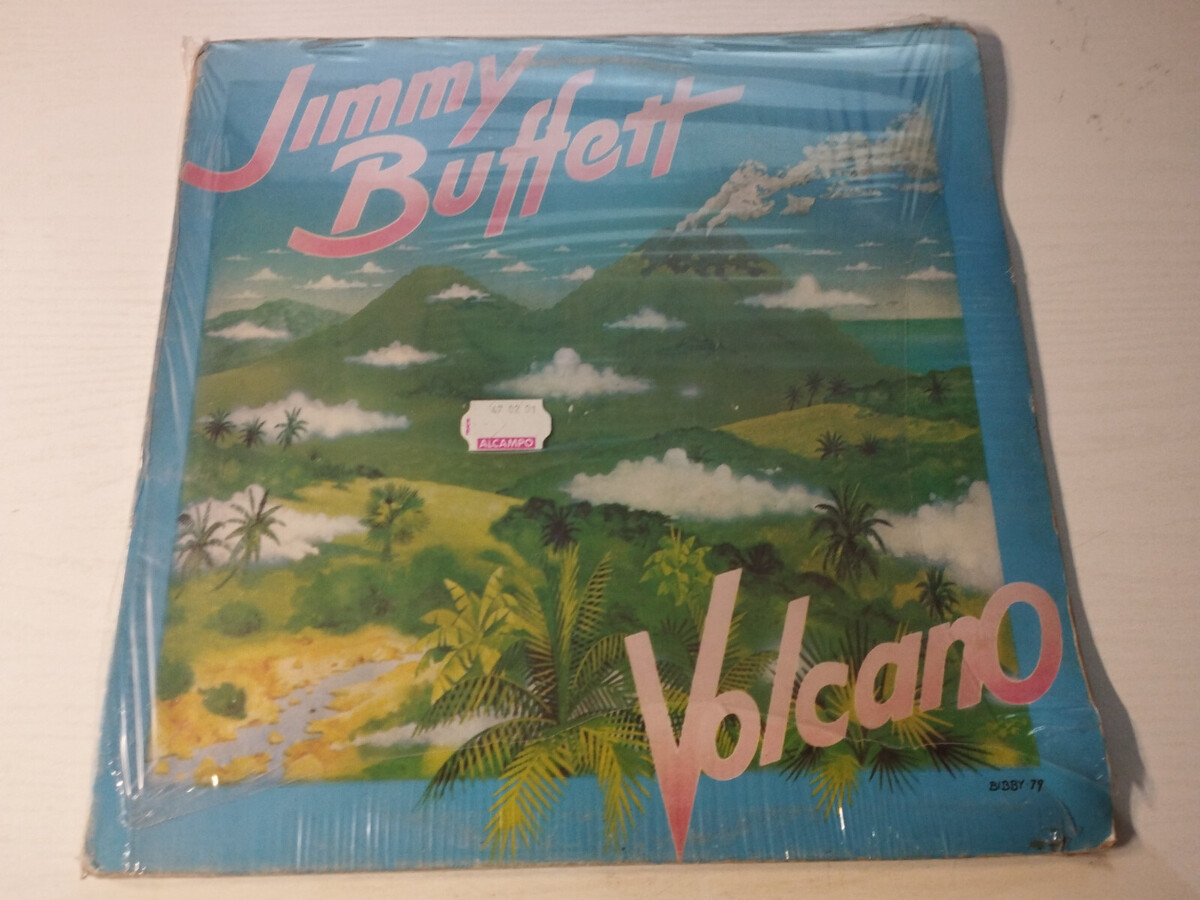 Jimmy
Buffett
ALCAMPO
Volcano
BIBBY 79